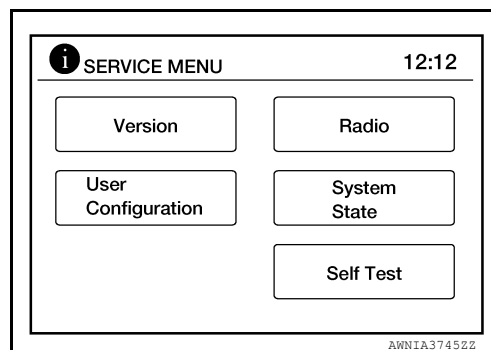 i SERVICE MENU 12:12
Version
Radio
User
Configuration
System
State
Self Test
AWNIA3745ZZ